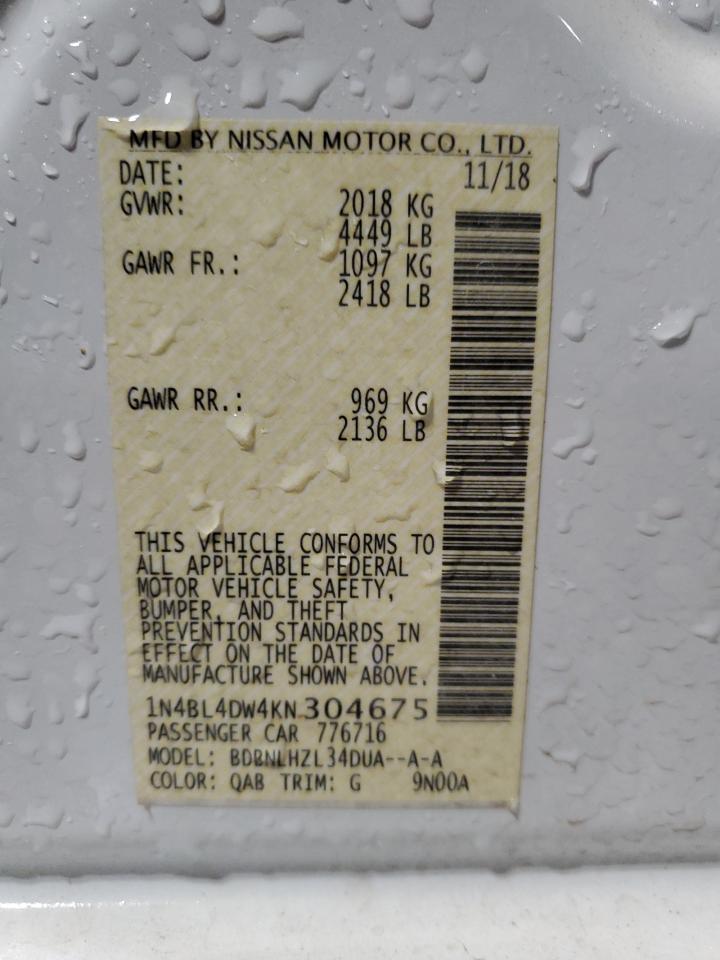 MFD BY NISSAN MOTOR CO., LTD.
DATE: 11/18
GVWR: 2018 KG
4449 LB
GAWR FR.: 1097 KG
2418 LB
GAWR RR.: 969 KG
2136 LB
THIS VEHICLE CONFORMS TO
ALL APPLICABLE FEDERAL
MOTOR VEHICLE SAFETY,
BUMPER, AND THEFT
PREVENTION STANDARDS IN
EFFECT ON THE DATE OF
MANUFACTURE SHOWN ABOVE.
1N4BL4DW4KN304675
PASSENGER CAR 776716
MODEL: BDBNLHZL34DUA--A-A
COLOR: QAB TRIM: G 9N00A